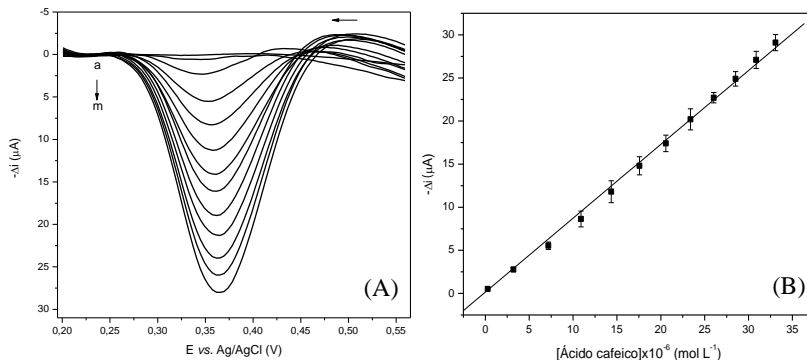 -5
0
5
10
15
20
25
30
-Δi (μA)
a
m
(A)
0,20 0,25 0,30 0,35 0,40 0,45 0,50 0,55
E vs. Ag/AgCl (V)
30
25
20
15
10
5
0
-Δi (μA)
(B)
0 5 10 15 20 25 30 35
[Ácido cafeico]x10⁻⁶ (mol L⁻¹)